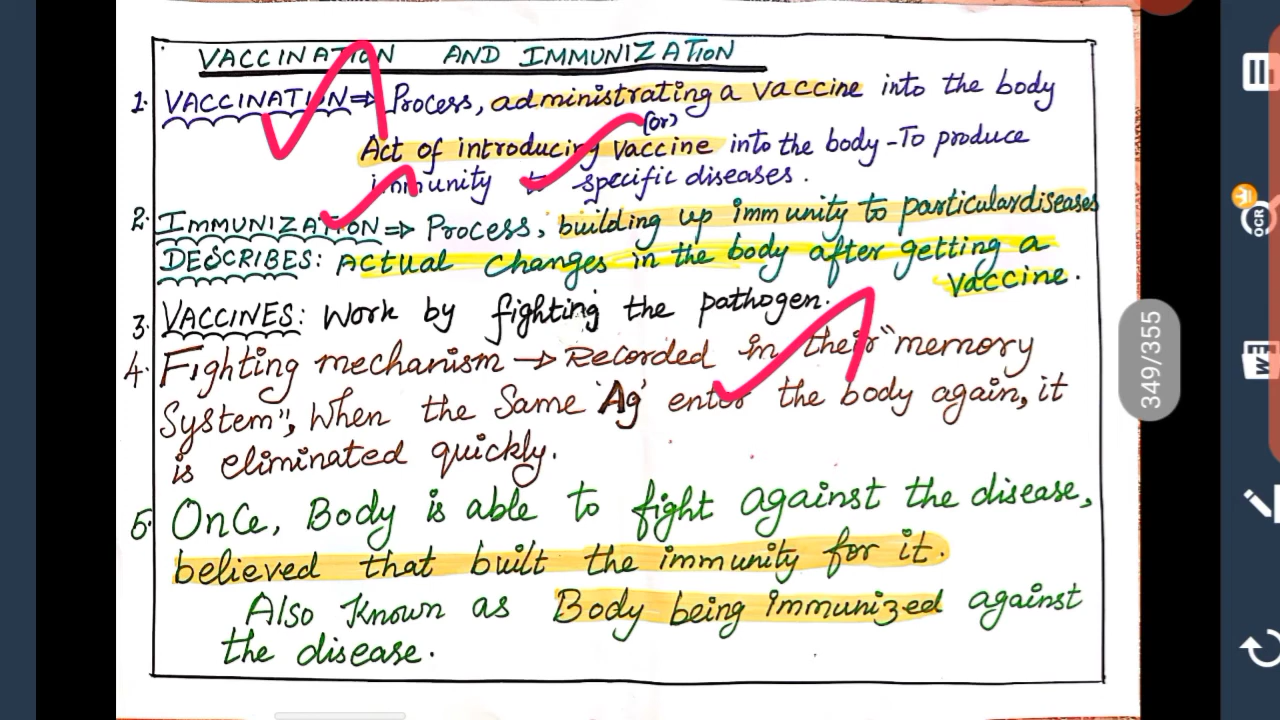 VACCINATION AND IMMUNIZATION
1. VACCINATION ⇒ Process, administrating a vaccine into the body
(or)
Act of introducing vaccine into the body - To produce
immunity to specific diseases.
2. IMMUNIZATION ⇒ Process, building up immunity to particular diseases
DESCRIBES: Actual changes in the body after getting a
vaccine.
3. VACCINES: Work by fighting the pathogen.
4. Fighting mechanism → Recorded in their "memory
System", When the Same 'Ag' enter the body again, it
is eliminated quickly.
5. Once, Body is able to fight against the disease,
believed that built the immunity for it.
Also Known as Body being immunized against
the disease.
349/355
OCR
W